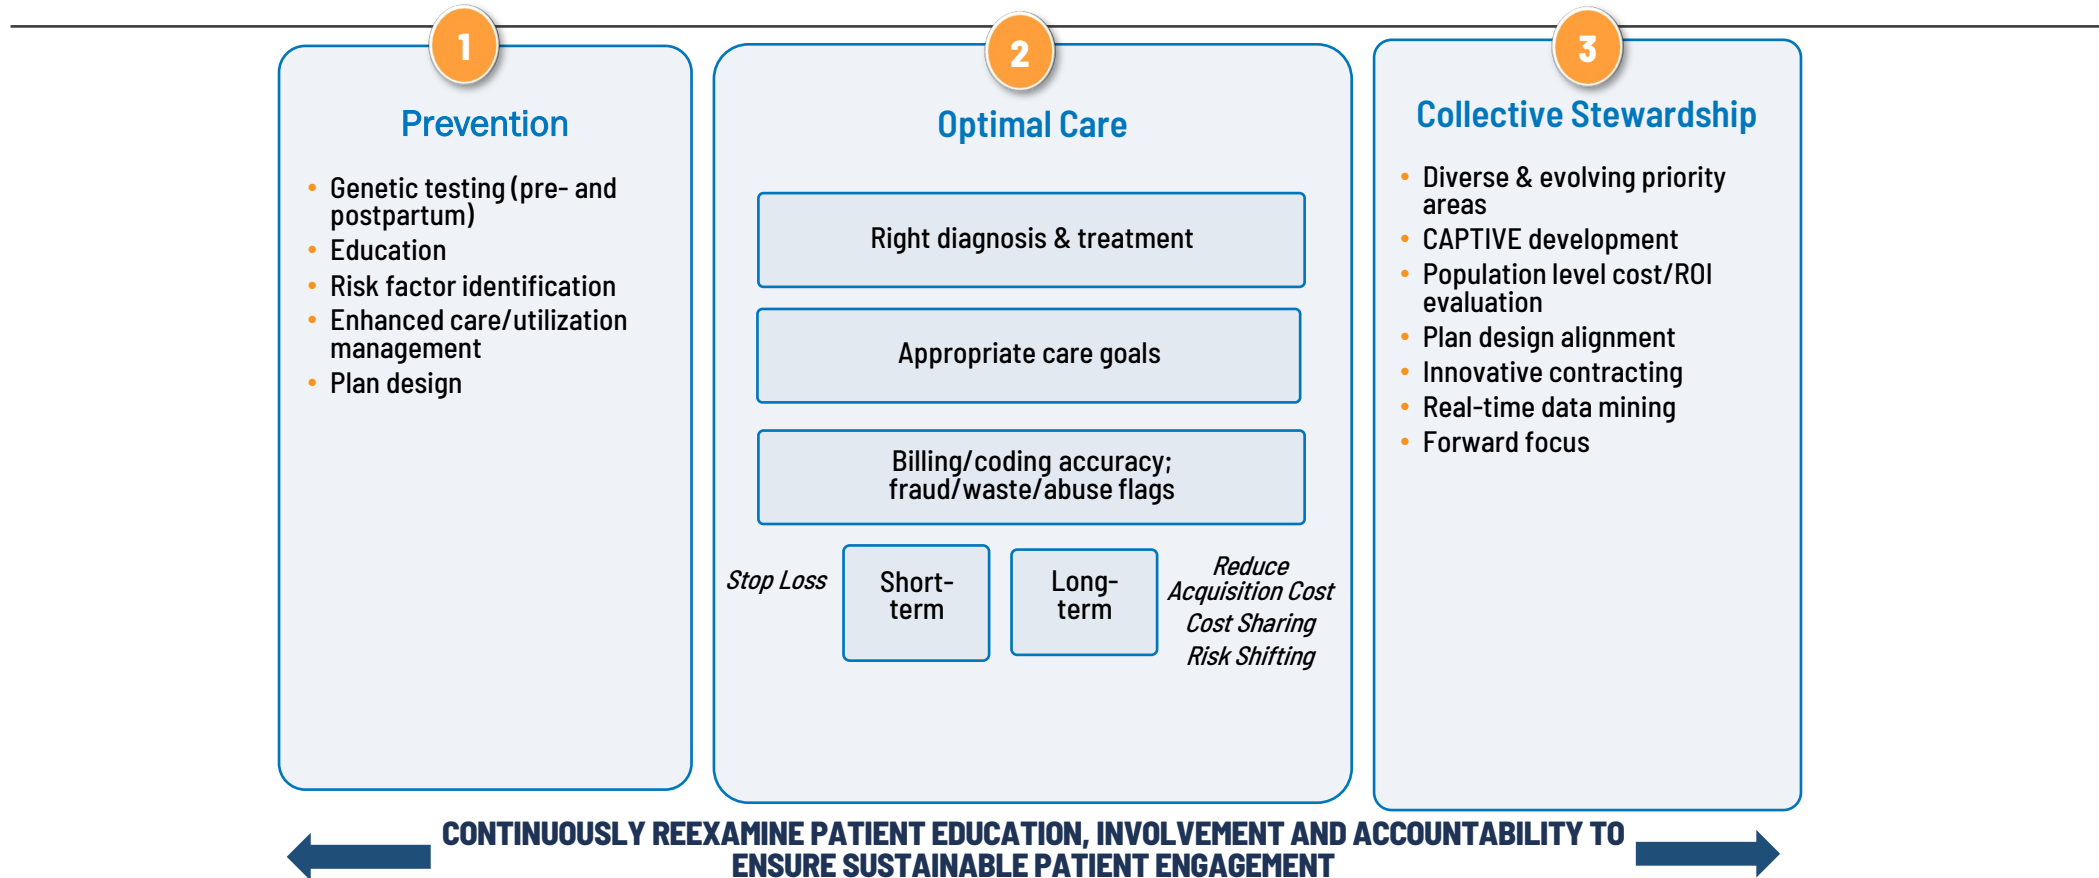 1
Prevention
• Genetic testing (pre- and
postpartum)
• Education
• Risk factor identification
• Enhanced care/utilization
management
• Plan design
2
Optimal Care
Right diagnosis & treatment
Appropriate care goals
Billing/coding accuracy;
fraud/waste/abuse flags
Stop Loss
Short-
term
Long-
term
Reduce
Acquisition Cost
Cost Sharing
Risk Shifting
3
Collective Stewardship
• Diverse & evolving priority
areas
• CAPTIVE development
• Population level cost/ROI
evaluation
• Plan design alignment
• Innovative contracting
• Real-time data mining
• Forward focus
CONTINUOUSLY REEXAMINE PATIENT EDUCATION, INVOLVEMENT AND ACCOUNTABILITY TO
ENSURE SUSTAINABLE PATIENT ENGAGEMENT